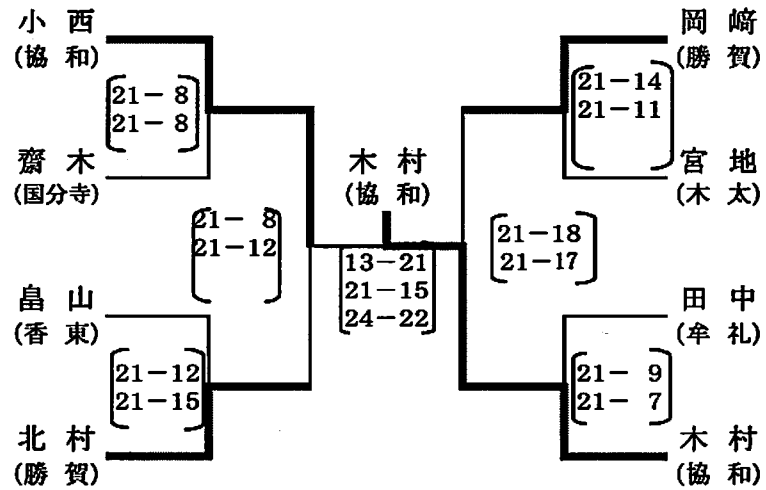 小 西
(協 和)
21－ 8
21－ 8
齋 木
(国分寺)
21－ 8
21－12
畠 山
(香 東)
21－12
21－15
北 村
(勝 賀)
木 村
(協 和)
13－21
21－15
24－22
岡 﨑
(勝 賀)
21－14
21－11
宮 地
(木 太)
21－18
21－17
田 中
(牟 礼)
21－ 9
21－ 7
木 村
(協 和)